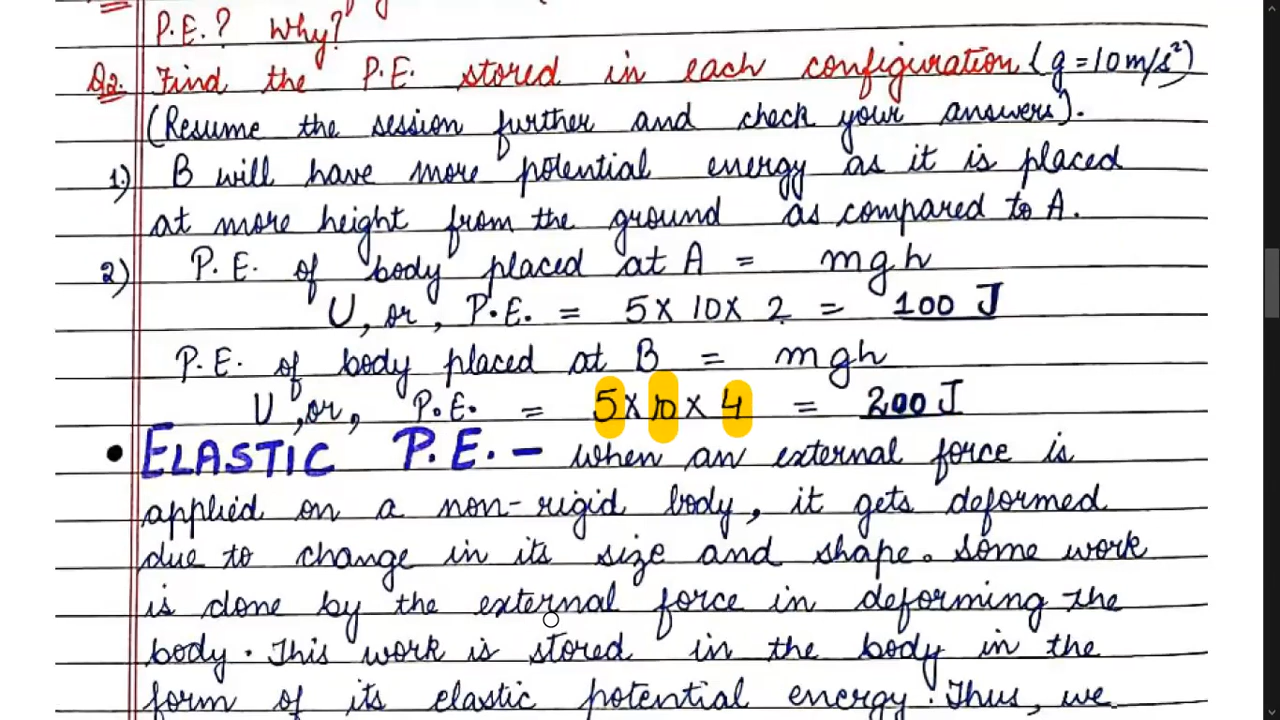 P.E.? Why?
Q2. Find the P.E. stored in each configuration (g = 10 m/s²)
(Resume the session further and check your answers).
1.) B will have more potential energy as it is placed
at more height from the ground as compared to A.
2) P.E. of body placed at A = mgh
U, or, P.E. = 5 × 10 × 2 = 100 J
P.E. of body placed at B = mgh
U, or, P.E. = 5 × 10 × 4 = 200 J
• ELASTIC P.E. - When an external force is
applied on a non-rigid body, it gets deformed
due to change in its size and shape. Some work
is done by the external force in deforming the
body. This work is stored in the body in the
form of its elastic potential energy. Thus, we